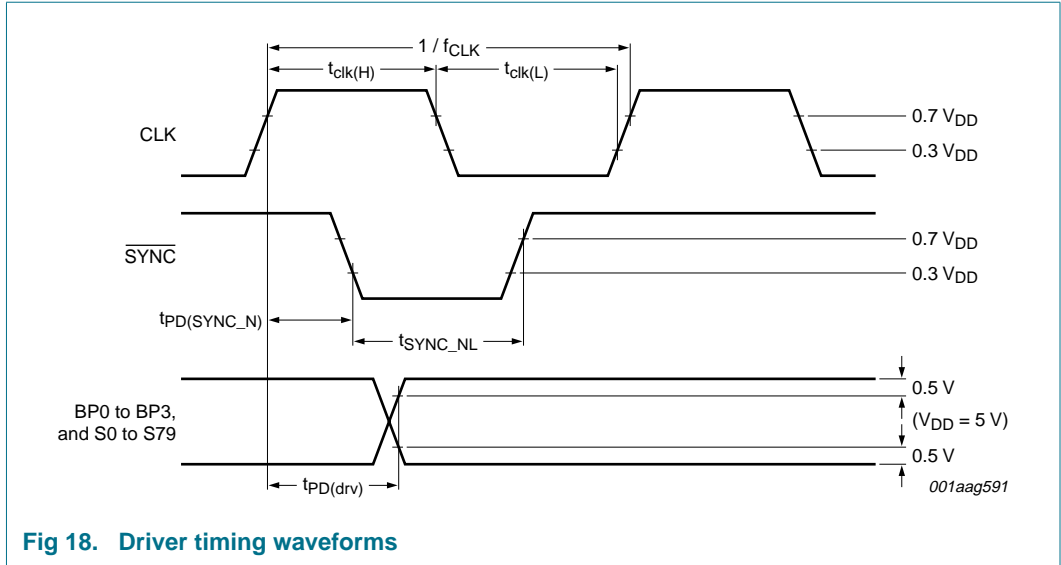 1 / fCLK
tclk(H)
tclk(L)
CLK
0.7 VDD
0.3 VDD
SYNC
0.7 VDD
0.3 VDD
tPD(SYNC_N)
tSYNC_NL
BP0 to BP3,
and S0 to S79
0.5 V
(VDD = 5 V)
0.5 V
tPD(drv)
001aag591
Fig 18. Driver timing waveforms